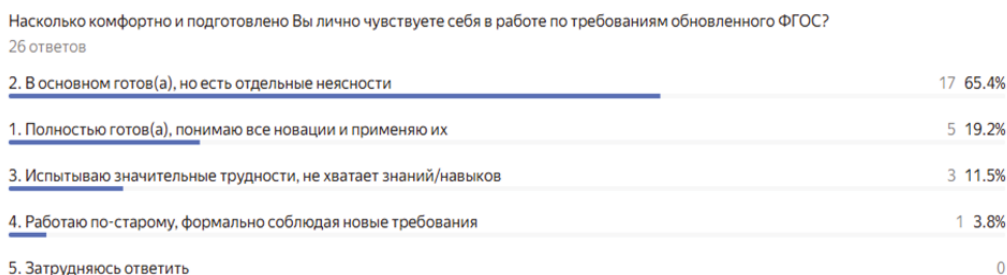 Насколько комфортно и подготовлено Вы лично чувствуете себя в работе по требованиям обновленного ФГОС?
26 ответов
2. В основном готов(а), но есть отдельные неясности 17 65.4%
1. Полностью готов(а), понимаю все новации и применяю их 5 19.2%
3. Испытываю значительные трудности, не хватает знаний/навыков 3 11.5%
4. Работаю по-старому, формально соблюдая новые требования 1 3.8%
5. Затрудняюсь ответить 0